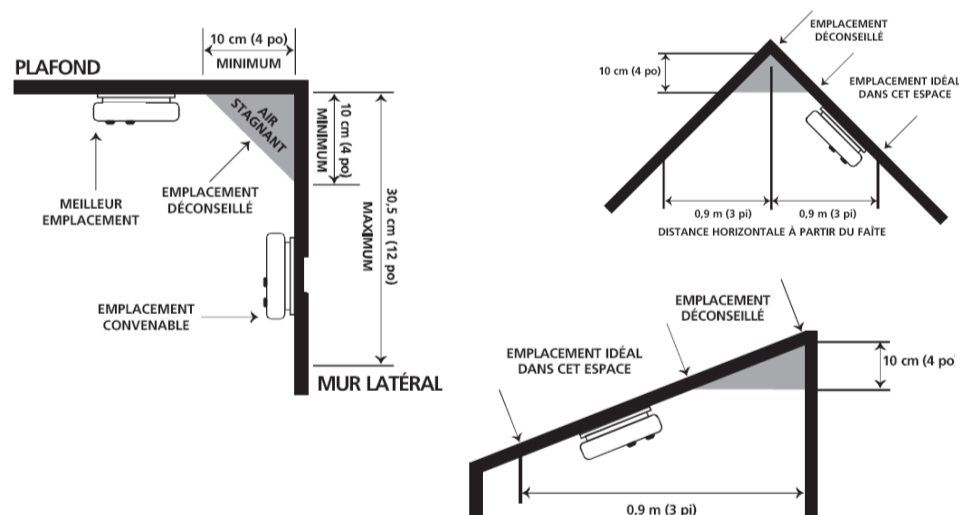 10 cm (4 po)
MINIMUM
PLAFOND
AIR
STAGNANT
10 cm (4 po)
MINIMUM
MEILLEUR
EMPLACEMENT
EMPLACEMENT
DÉCONSEILLÉ
30,5 cm (12 po)
MAXIMUM
EMPLACEMENT
CONVENABLE
MUR LATÉRAL
EMPLACEMENT
DÉCONSEILLÉ
10 cm (4 po)
EMPLACEMENT IDÉAL
DANS CET ESPACE
0,9 m (3 pi)
0,9 m (3 pi)
DISTANCE HORIZONTALE À PARTIR DU FAÎTE
EMPLACEMENT
DÉCONSEILLÉ
EMPLACEMENT IDÉAL
DANS CET ESPACE
10 cm (4 po
0,9 m (3 pi)